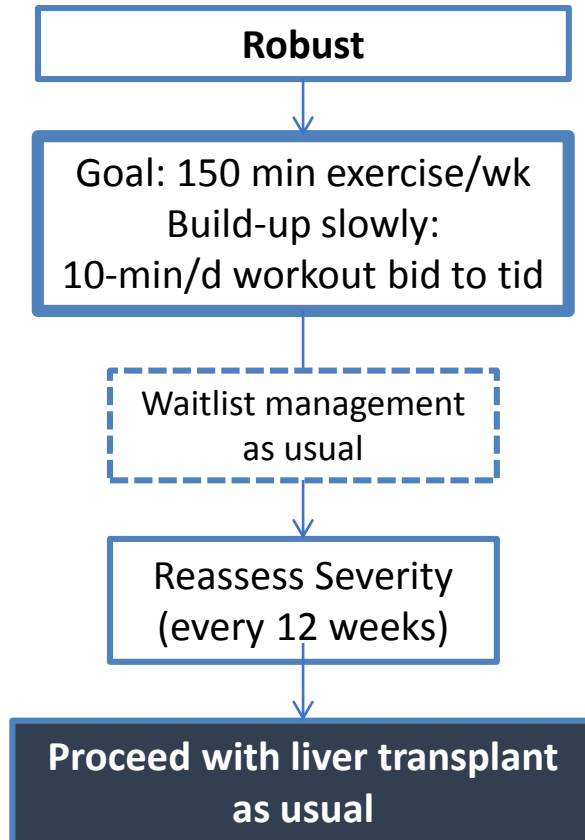 Robust
Goal: 150 min exercise/wk
Build-up slowly:
10-min/d workout bid to tid
Waitlist management
as usual
Reassess Severity
(every 12 weeks)
Proceed with liver transplant
as usual